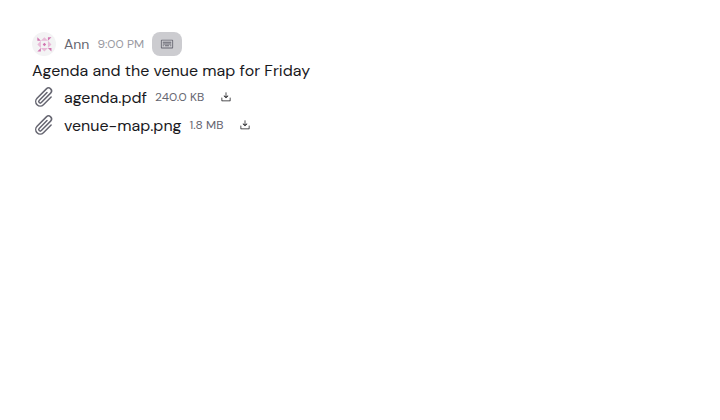 Ann 9:00 PM
Agenda and the venue map for Friday
agenda.pdf 240.0 KB
venue-map.png 1.8 MB